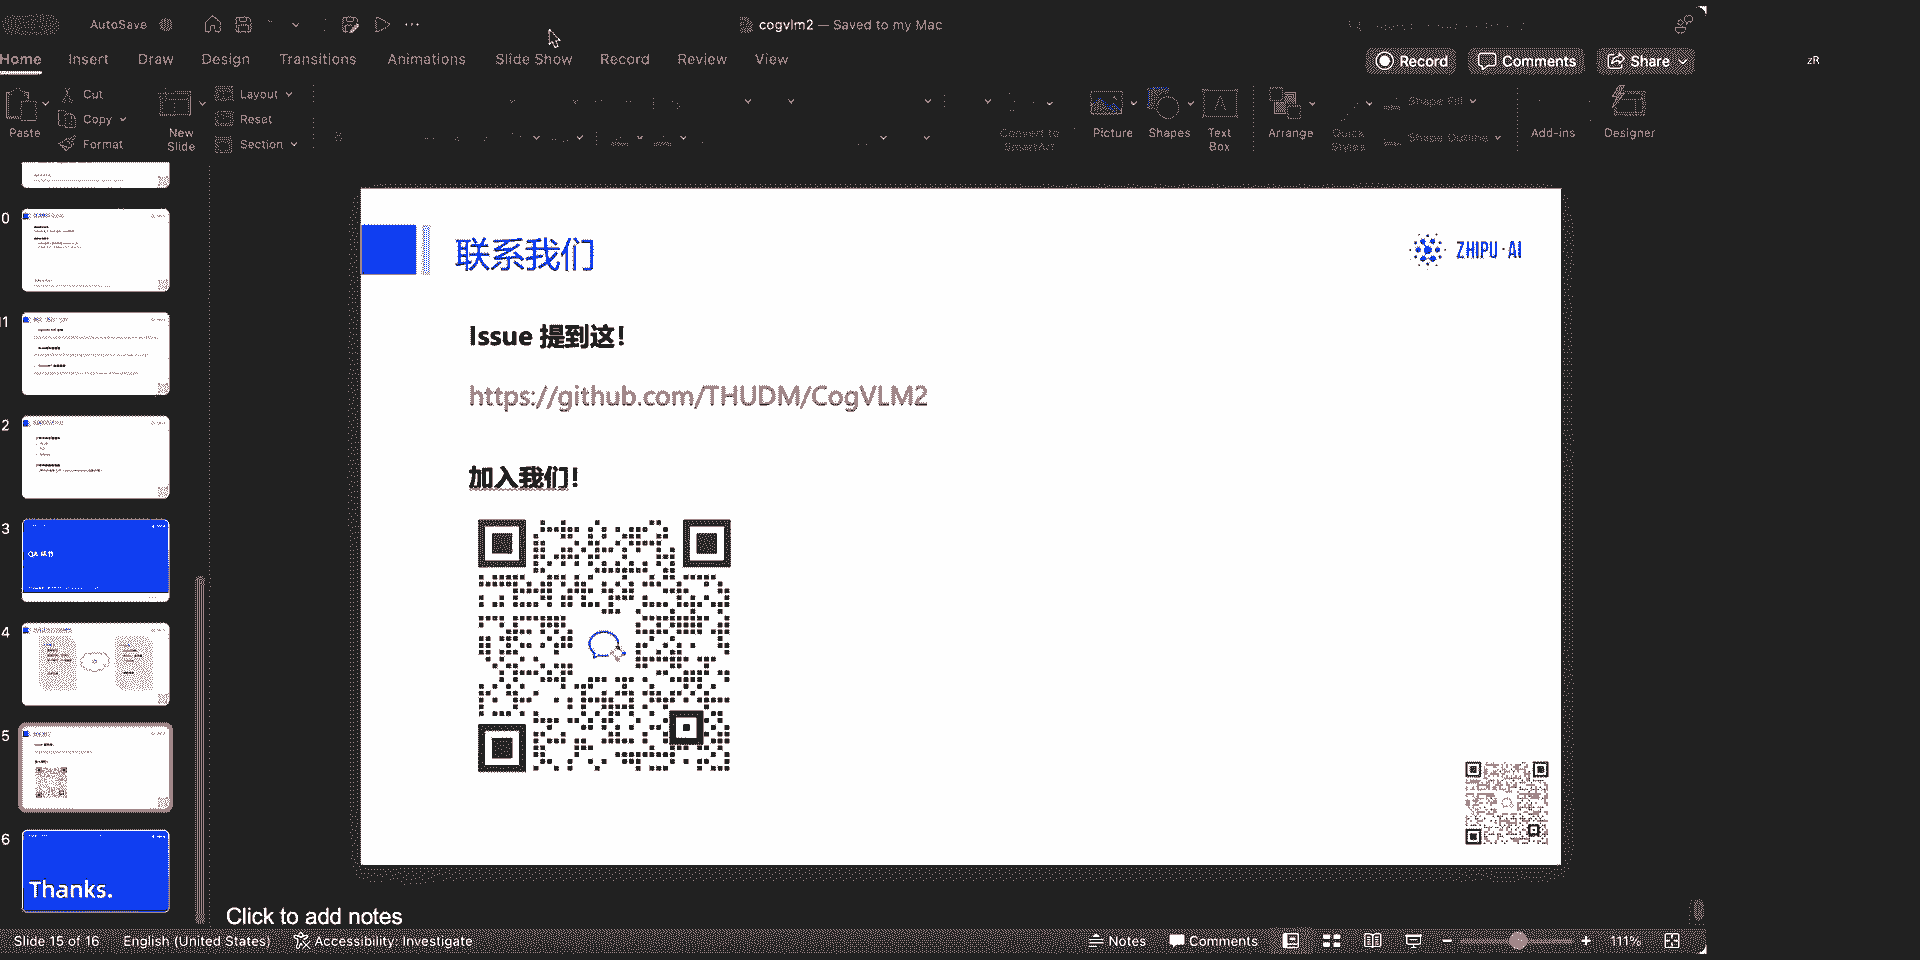 AutoSave
cogvlm2 — Saved to my Mac
Home Insert Draw Design Transitions Animations Slide Show Record Review View
Record Comments Share
zR
Paste
Cut
Copy
Format
New
Slide
Layout
Reset
Section
Convert to
SmartArt
Picture
Shapes
Text
Box
Arrange
Quick
Styles
Shape Fill
Shape Outline
Add-ins
Designer
0
11
2
3
4
5
6
Thanks.
联系我们
ZHIPU·AI
Issue 提到这！
https://github.com/THUDM/CogVLM2
加入我们！
Click to add notes
Slide 15 of 16 English (United States) Accessibility: Investigate
Notes Comments 111%